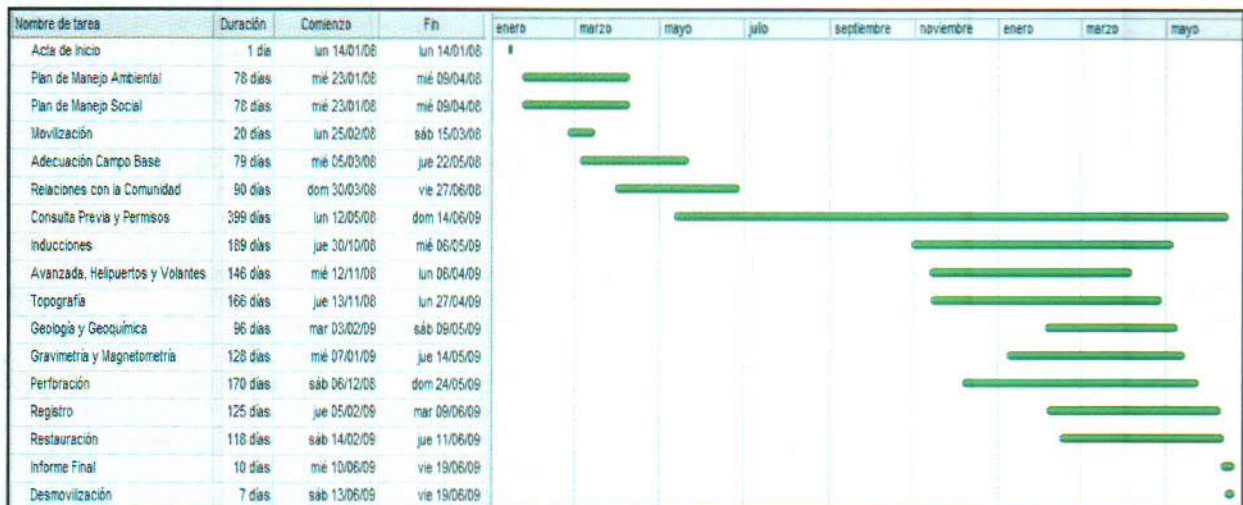 Nombre de tarea Duración Comienzo Fin enero marzo mayo julio septiembre noviembre enero marzo mayo
Acta de Inicio 1 día lun 14/01/08 lun 14/01/08
Plan de Manejo Ambiental 78 días mié 23/01/08 mié 09/04/08
Plan de Manejo Social 78 días mié 23/01/08 mié 09/04/08
Movilización 20 días lun 25/02/08 sáb 15/03/08
Adecuación Campo Base 79 días mié 05/03/08 jue 22/05/08
Relaciones con la Comunidad 90 días dom 30/03/08 vie 27/06/08
Consulta Previa y Permisos 399 días lun 12/05/08 dom 14/06/09
Inducciones 189 días jue 30/10/08 mié 06/05/09
Avanzada, Helipuertos y Volantes 146 días mié 12/11/08 lun 06/04/09
Topografía 166 días jue 13/11/08 lun 27/04/09
Geología y Geoquímica 96 días mar 03/02/09 sáb 09/05/09
Gravimetría y Magnetometría 128 días mié 07/01/09 jue 14/05/09
Perforación 170 días sáb 06/12/08 dom 24/05/09
Registro 125 días jue 05/02/09 mar 09/06/09
Restauración 118 días sáb 14/02/09 jue 11/06/09
Informe Final 10 días mié 10/06/09 vie 19/06/09
Desmovilización 7 días sáb 13/06/09 vie 19/06/09